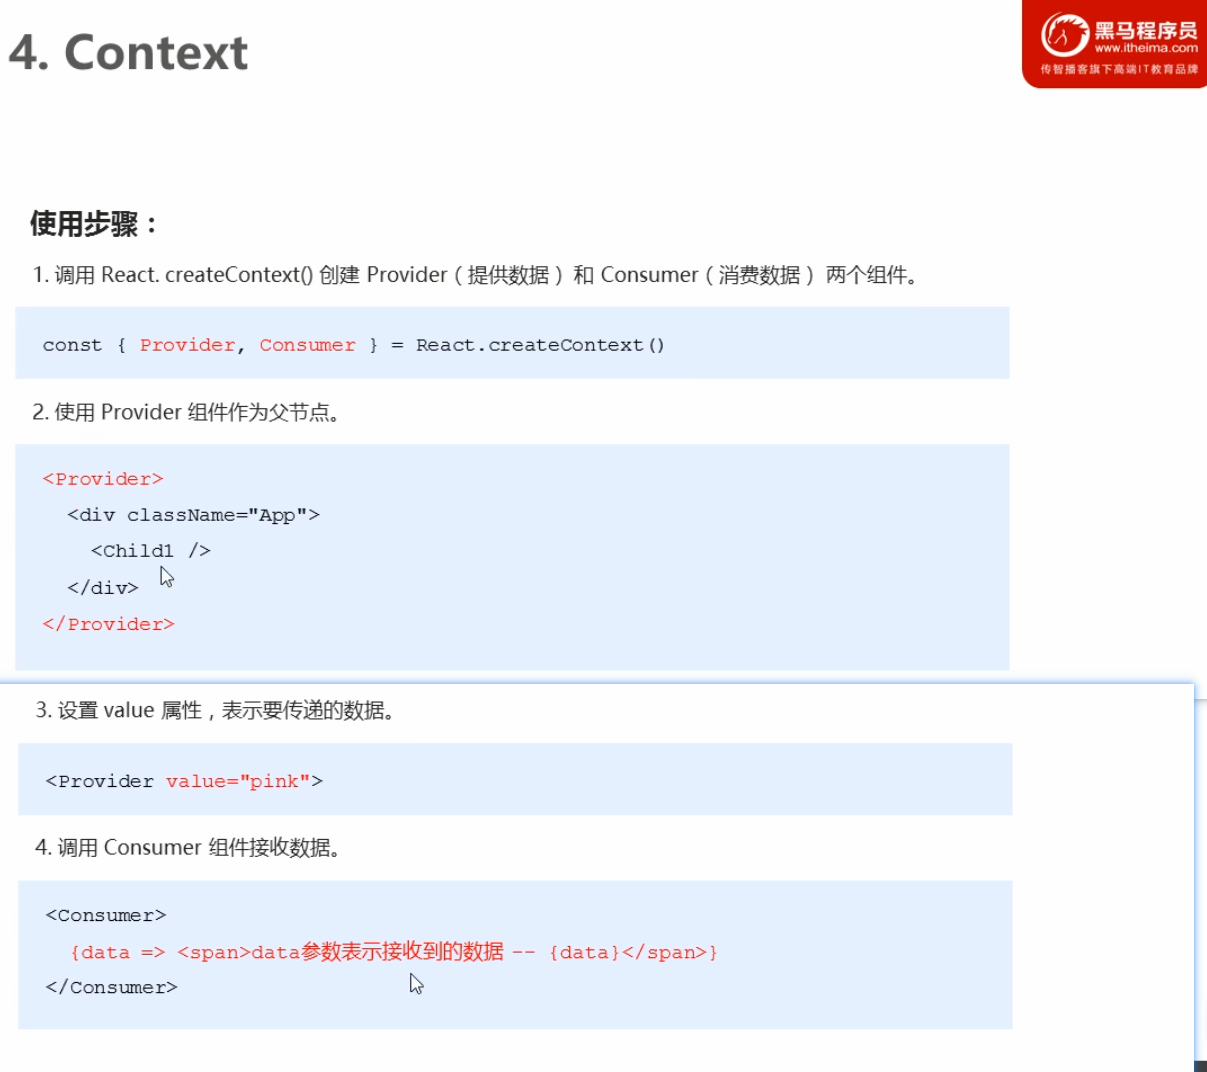 4. Context
黑马程序员
www.itheima.com
传智播客旗下高端IT教育品牌
使用步骤：
1. 调用 React. createContext() 创建 Provider（提供数据）和 Consumer（消费数据）两个组件。
const { Provider, Consumer } = React.createContext()
2. 使用 Provider 组件作为父节点。
<Provider>
<div className="App">
<Child1 />
</div>
</Provider>
3. 设置 value 属性，表示要传递的数据。
<Provider value="pink">
4. 调用 Consumer 组件接收数据。
<Consumer>
{data => <span>data参数表示接收到的数据 -- {data}</span>}
</Consumer>